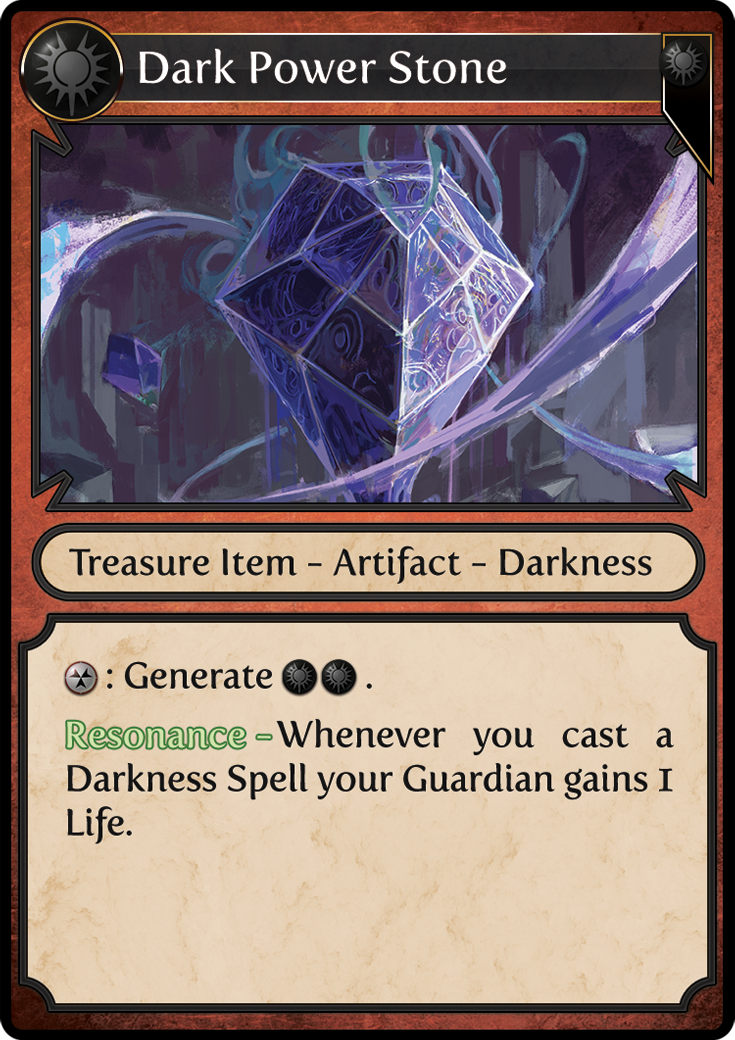 Dark Power Stone
Treasure Item – Artifact – Darkness
: Generate .
Resonance – Whenever you cast a
Darkness Spell your Guardian gains 1
Life.